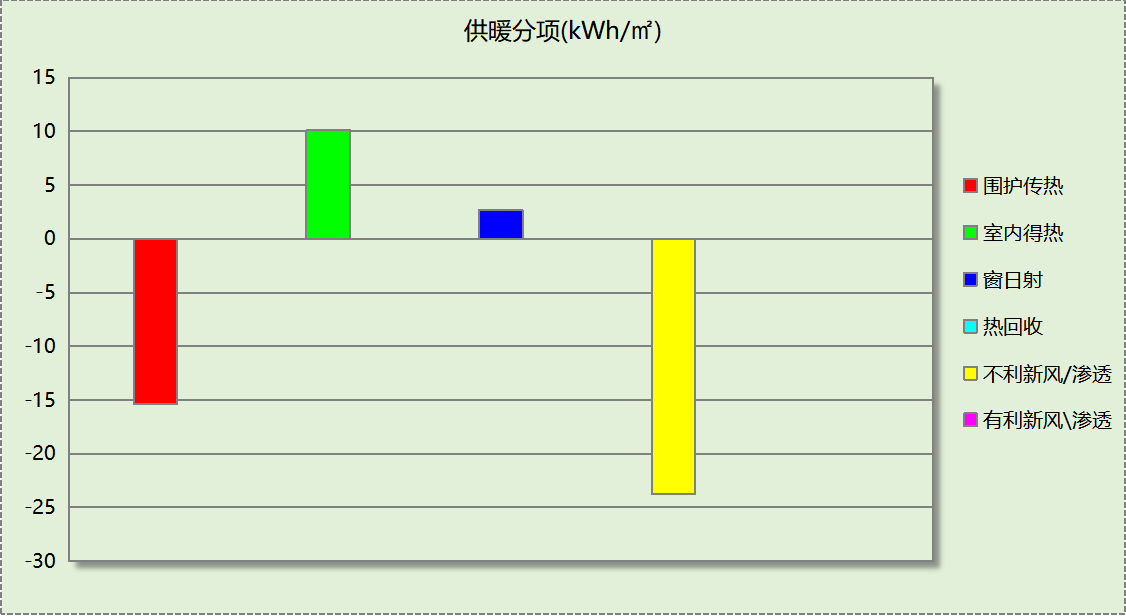 供暖分项(kWh/㎡)
15
10
5
0
-5
-10
-15
-20
-25
-30
围护传热
室内得热
窗日射
热回收
不利新风/渗透
有利新风\渗透